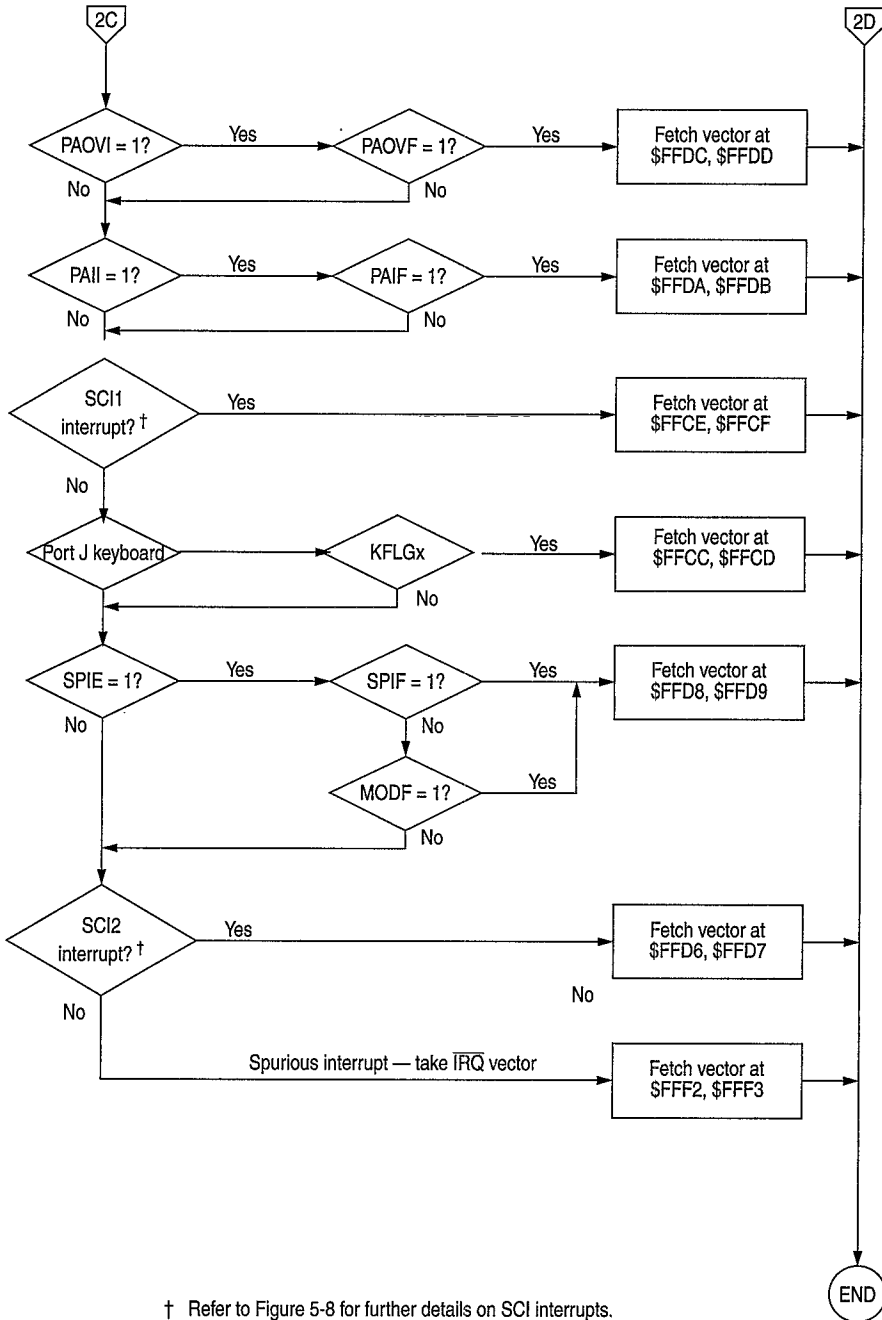 2C
2D
PAOVI = 1?
Yes
PAOVF = 1?
Yes
Fetch vector at
$FFDC, $FFDD
No
No
PAII = 1?
Yes
PAIF = 1?
Yes
Fetch vector at
$FFDA, $FFDB
No
No
SCI1
interrupt? †
Yes
Fetch vector at
$FFCE, $FFCF
No
Port J keyboard
KFLGx
Yes
Fetch vector at
$FFCC, $FFCD
No
SPIE = 1?
Yes
SPIF = 1?
Yes
Fetch vector at
$FFD8, $FFD9
No
No
MODF = 1?
Yes
No
SCI2
interrupt? †
Yes
Fetch vector at
$FFD6, $FFD7
No
No
Spurious interrupt — take I̅R̅Q̅ vector
Fetch vector at
$FFF2, $FFF3
END
† Refer to Figure 5-8 for further details on SCI interrupts.